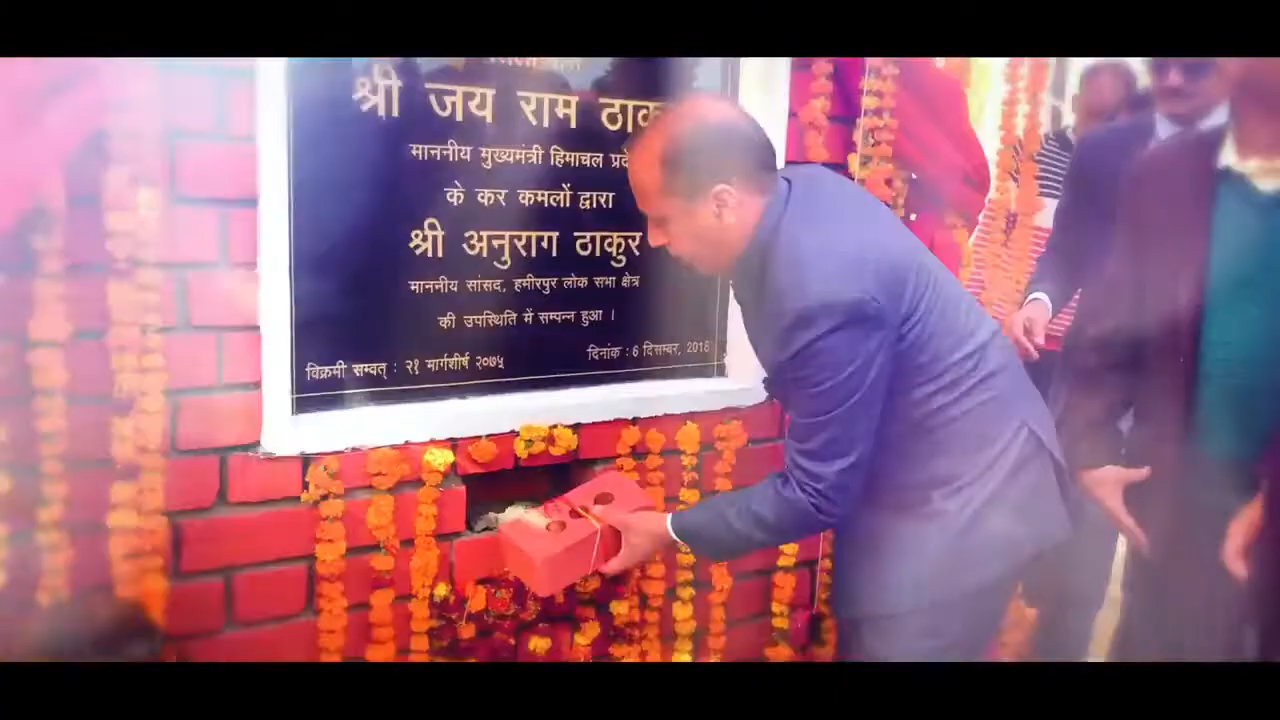 श्री जय राम ठाकु
माननीय मुख्यमंत्री हिमाचल प्रदे
के कर कमलों द्वारा
श्री अनुराग ठाकुर
माननीय सांसद, हमीरपुर लोक सभा क्षेत्र
की उपस्थिति में सम्पन्न हुआ ।
विक्रमी सम्वत् : २१ मार्गशीर्ष २०७५
दिनांक : 6 दिसम्बर, 2018